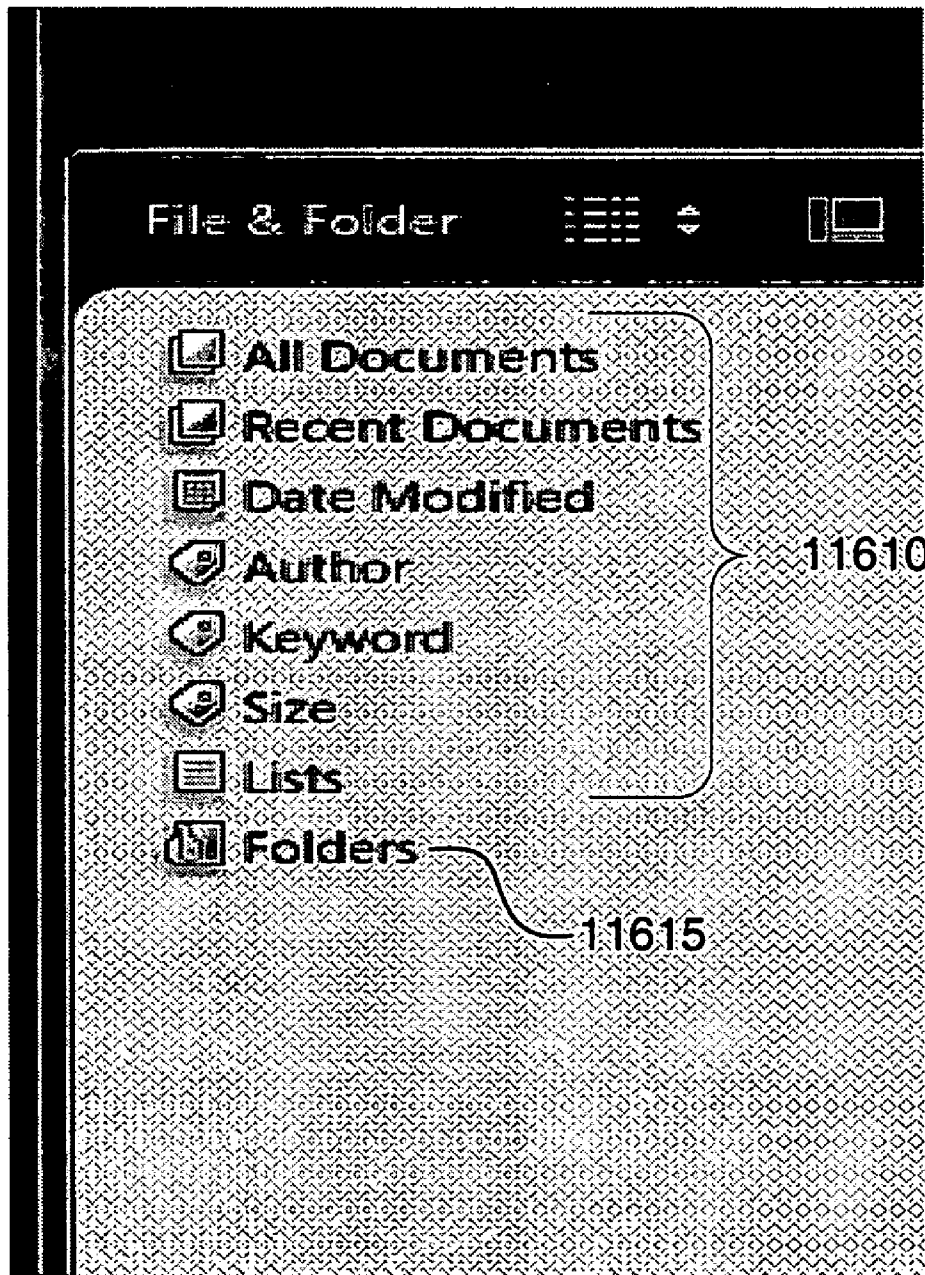 File & Folder
All Documents
Recent Documents
Date Modified
Author
11610
Keyword
Size
Lists
Folders
11615